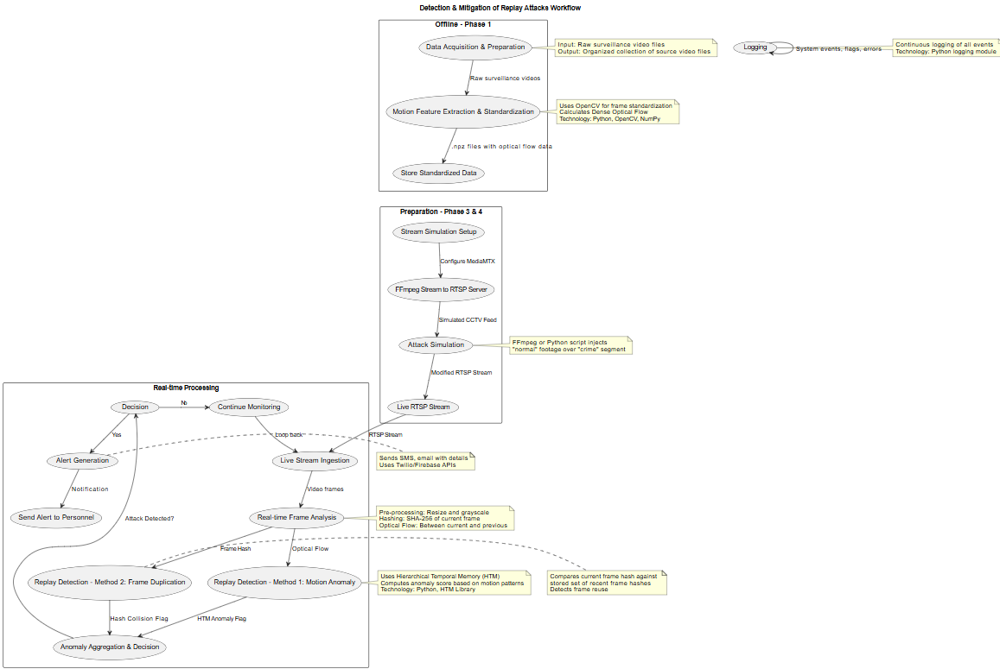 Detection & Mitigation of Replay Attacks Workflow
Offline - Phase 1
Data Acquisition & Preparation
Input: Raw surveillance video files
Output: Organized collection of source video files
Logging
System events, flags, errors
Continuous logging of all events
Technology: Python logging module
Raw surveillance videos
Motion Feature Extraction & Standardization
Uses OpenCV for frame standardization
Calculates Dense Optical Flow
Technology: Python, OpenCV, NumPy
.npz files with optical flow data
Store Standardized Data
Preparation - Phase 3 & 4
Stream Simulation Setup
Configure MediaMTX
FFmpeg Stream to RTSP Server
Simulated CCTV Feed
Attack Simulation
FFmpeg or Python script injects
"normal" footage over "crime" segment
Modified RTSP Stream
Live RTSP Stream
Real-time Processing
Decision
No
Continue Monitoring
Yes
Loop back
RTSP Stream
Alert Generation
Live Stream Ingestion
Sends SMS, email with details
Uses Twilio/Firebase APIs
Notification
Video frames
Send Alert to Personnel
Attack Detected?
Real-time Frame Analysis
Pre-processing: Resize and grayscale
Hashing: SHA-256 of current frame
Optical Flow: Between current and previous
Frame Hash
Optical Flow
Replay Detection - Method 2: Frame Duplication
Replay Detection - Method 1: Motion Anomaly
Uses Hierarchical Temporal Memory (HTM)
Computes anomaly score based on motion patterns
Technology: Python, HTM Library
Compares current frame hash against
stored set of recent frame hashes
Detects frame reuse
Hash Collision Flag
HTM Anomaly Flag
Anomaly Aggregation & Decision